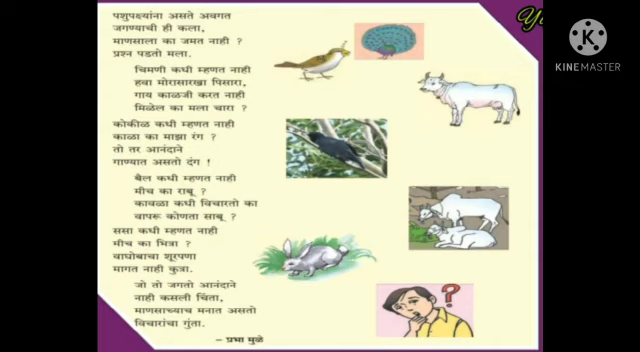 पशुपक्ष्यांना असते अवगत
जगण्याची ही कला,
माणसाला का जमत नाही ?
प्रश्न पडतो मला.
चिमणी कधी म्हणत नाही
हवा मोरासारखा पिसारा,
गाय काळजी करत नाही
मिळेल का मला चारा ?
कोकीळ कधी म्हणत नाही
काळा का माझा रंग ?
तो तर आनंदाने
गाण्यात असतो दंग !
बैल कधी म्हणत नाही
मीच का राबू ?
कावळा कधी विचारतो का
वापरू कोणता साबू ?
ससा कधी म्हणत नाही
मीच का भित्रा ?
वाघोबाचा शूरपणा
मागत नाही कुत्रा.
जो तो जगतो आनंदाने
नाही कसली चिंता,
माणसाच्याच मनात असतो
विचारांचा गुंता.
– प्रभा मुळे
KINEMASTER